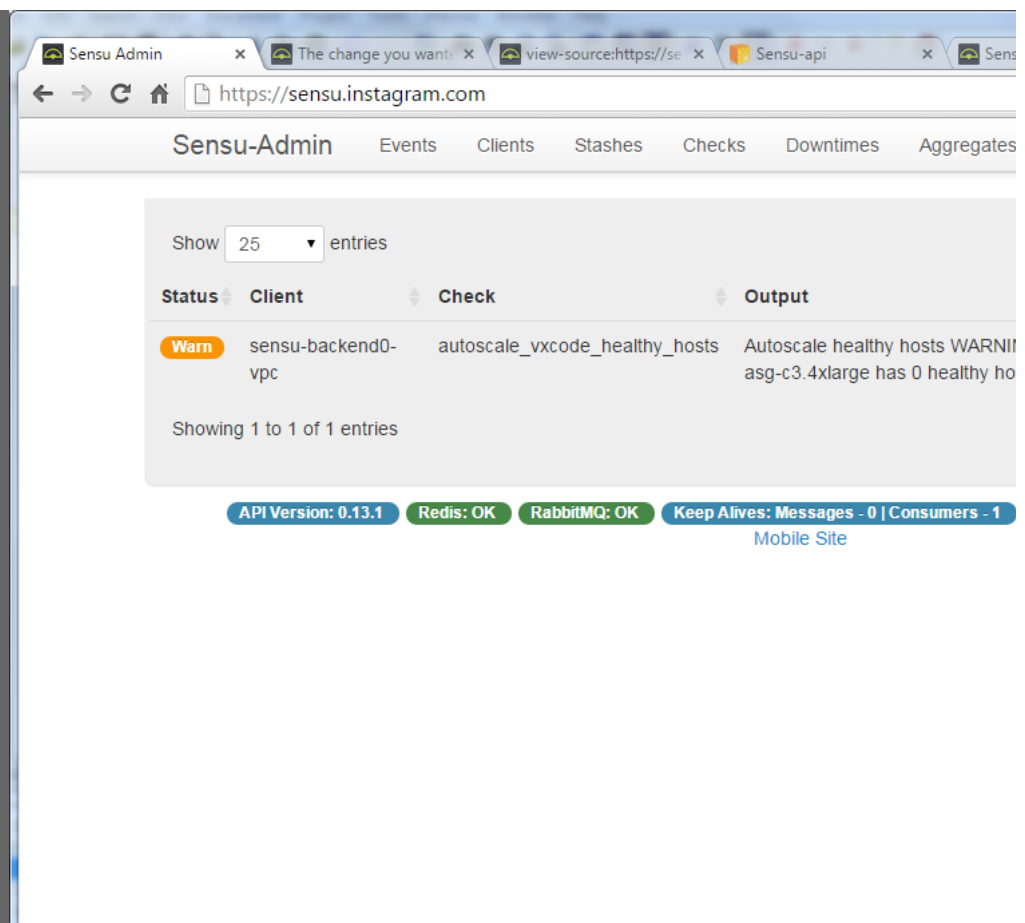 Sensu Admin The change you want view-source:https://se Sensu-api Sens
https://sensu.instagram.com
Sensu-Admin Events Clients Stashes Checks Downtimes Aggregates
Show 25 entries
Status Client Check Output
Warn sensu-backend0- autoscale_vxcode_healthy_hosts Autoscale healthy hosts WARNI
vpc asg-c3.4xlarge has 0 healthy ho
Showing 1 to 1 of 1 entries
API Version: 0.13.1 Redis: OK RabbitMQ: OK Keep Alives: Messages - 0 | Consumers - 1
Mobile Site